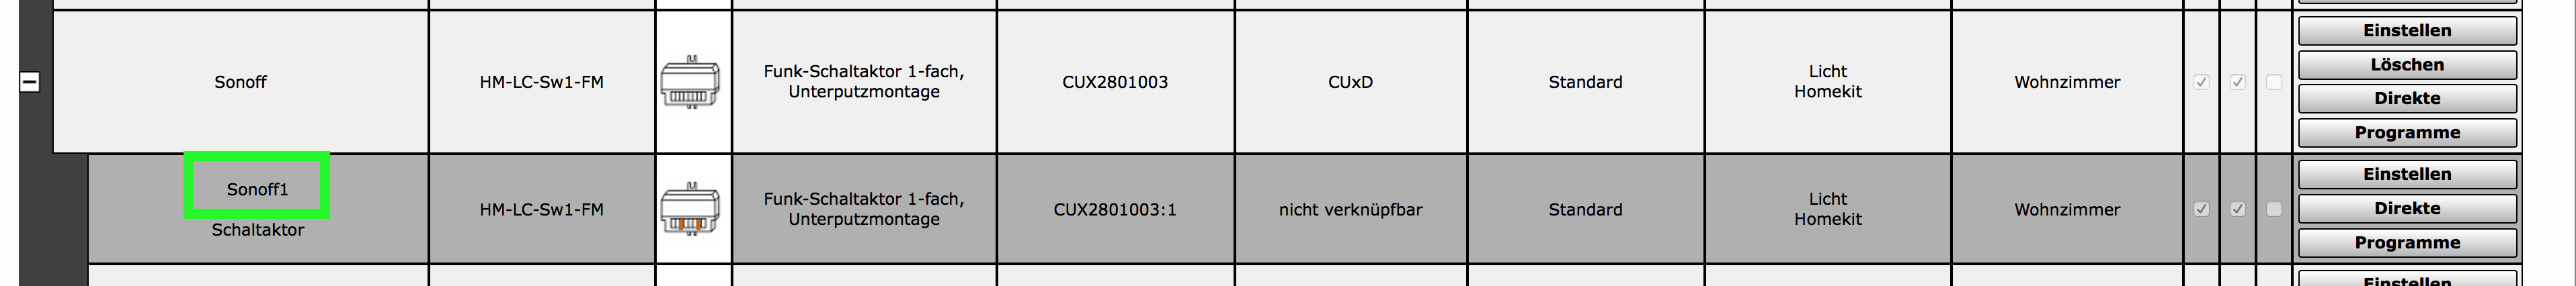 Sonoff
HM-LC-Sw1-FM
Funk-Schaltaktor 1-fach,
Unterputzmontage
CUX2801003
CUxD
Standard
Licht
Homekit
Wohnzimmer
Einstellen
Löschen
Direkte
Programme
Sonoff1
Schaltaktor
HM-LC-Sw1-FM
Funk-Schaltaktor 1-fach,
Unterputzmontage
CUX2801003:1
nicht verknüpfbar
Standard
Licht
Homekit
Wohnzimmer
Einstellen
Direkte
Programme
Einstellen